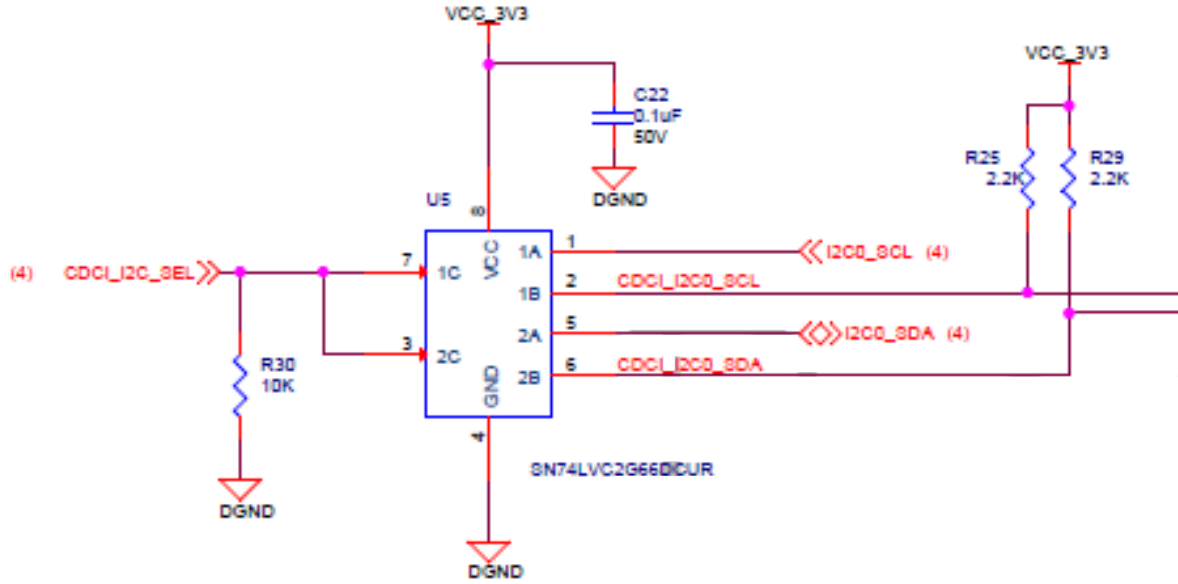 VCC_3V3
VCC_3V3
C22
0.1uF
50V
DGND
R25
2.2K
R29
2.2K
U5
8
VCC
(4) CDCI_I2C_SEL
7
1C
3
2C
1A
1
I2C0_SCL (4)
1B
2
CDCI_I2C0_SCL
2A
5
I2C0_SDA (4)
2B
6
CDCI_I2C0_SDA
GND
4
R30
10K
DGND
SN74LVC2G66DCUR
DGND